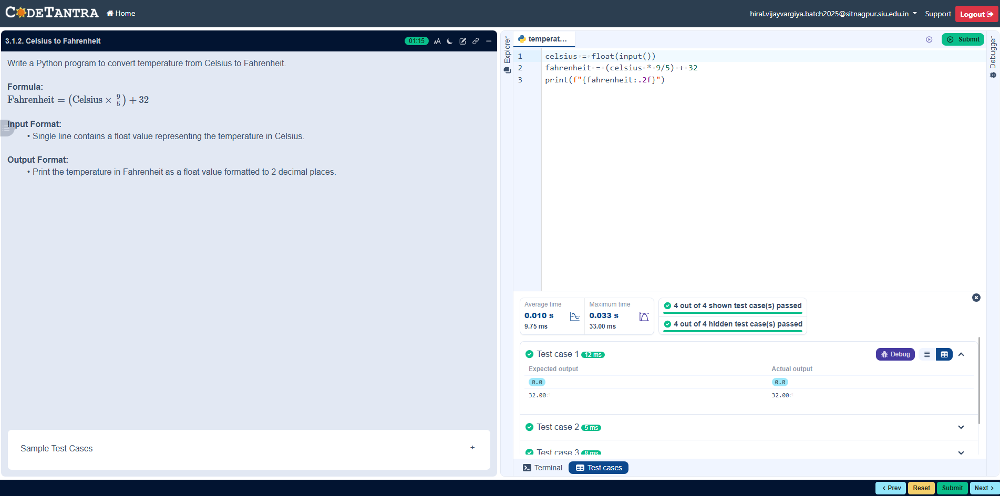 CODETANTRA
Home
hiral.vijayvargiya.batch2025@sitnagpur.siu.edu.in
Support
Logout
3.1.2. Celsius to Fahrenheit
01:15
Write a Python program to convert temperature from Celsius to Fahrenheit.
Formula:
Fahrenheit = (Celsius × 9/5) + 32
Input Format:
• Single line contains a float value representing the temperature in Celsius.
Output Format:
• Print the temperature in Fahrenheit as a float value formatted to 2 decimal places.
Sample Test Cases
+
Explorer
temperat...
Submit
Debugger
1 celsius = float(input())
2 fahrenheit = (celsius * 9/5) + 32
3 print(f"{fahrenheit:.2f}")
Average time
0.010 s
9.75 ms
Maximum time
0.033 s
33.00 ms
4 out of 4 shown test case(s) passed
4 out of 4 hidden test case(s) passed
Test case 1 12 ms
Debug
Expected output
Actual output
0.0
0.0
32.00
32.00
Test case 2 5 ms
Test case 3 8 ms
Terminal
Test cases
< Prev
Reset
Submit
Next >